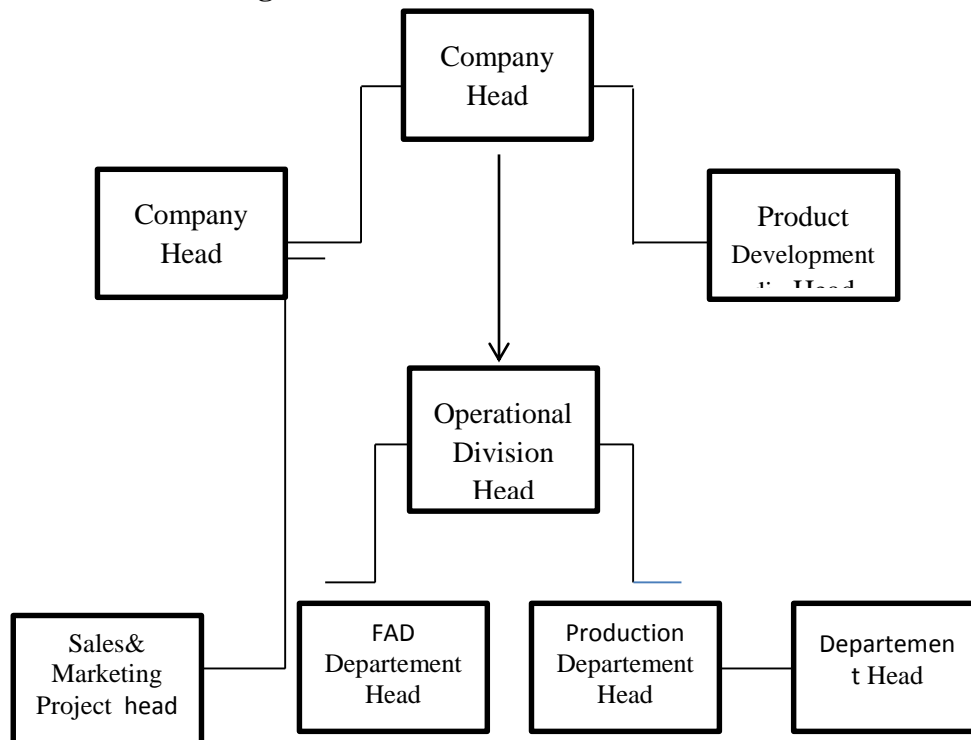 Company
Head
Company
Head
Product
Development
Head
Operational
Division
Head
Sales&
Marketing
Project head
FAD
Departement
Head
Production
Departement
Head
Departemen
t Head